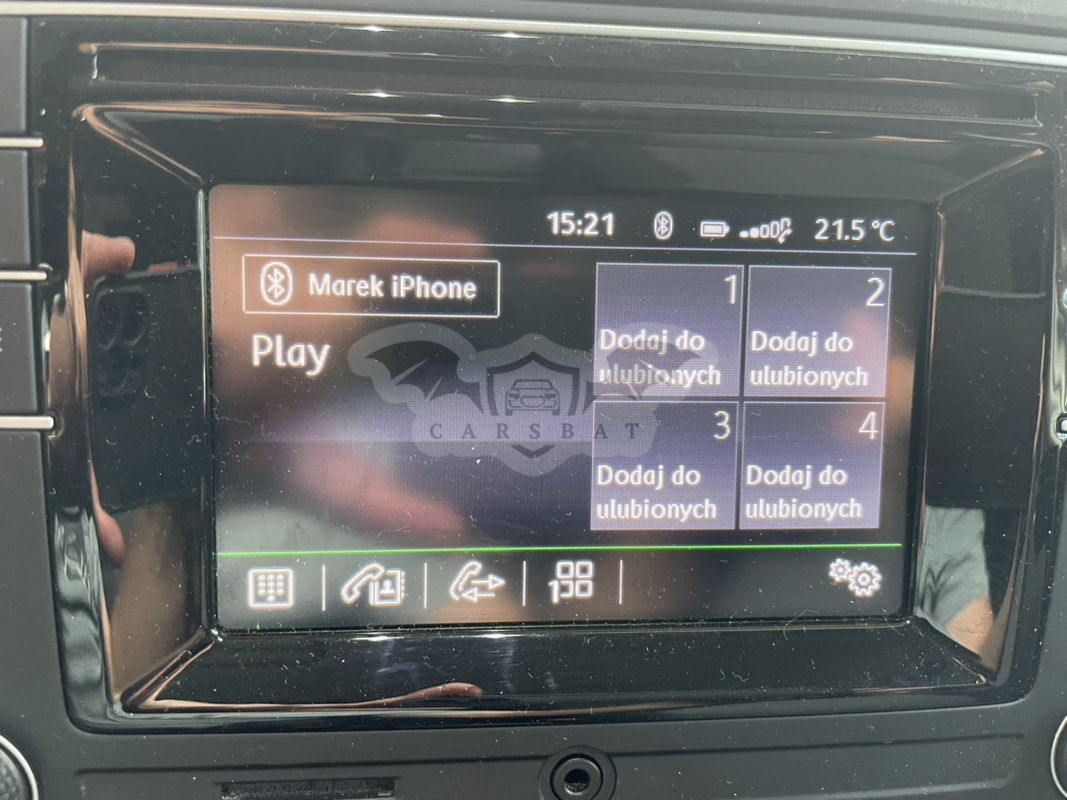 15:21 21.5 °C
Marek iPhone
Play
1
Dodaj do
ulubionych
2
Dodaj do
ulubionych
CARSBAT
3
Dodaj do
ulubionych
4
Dodaj do
ulubionych
1